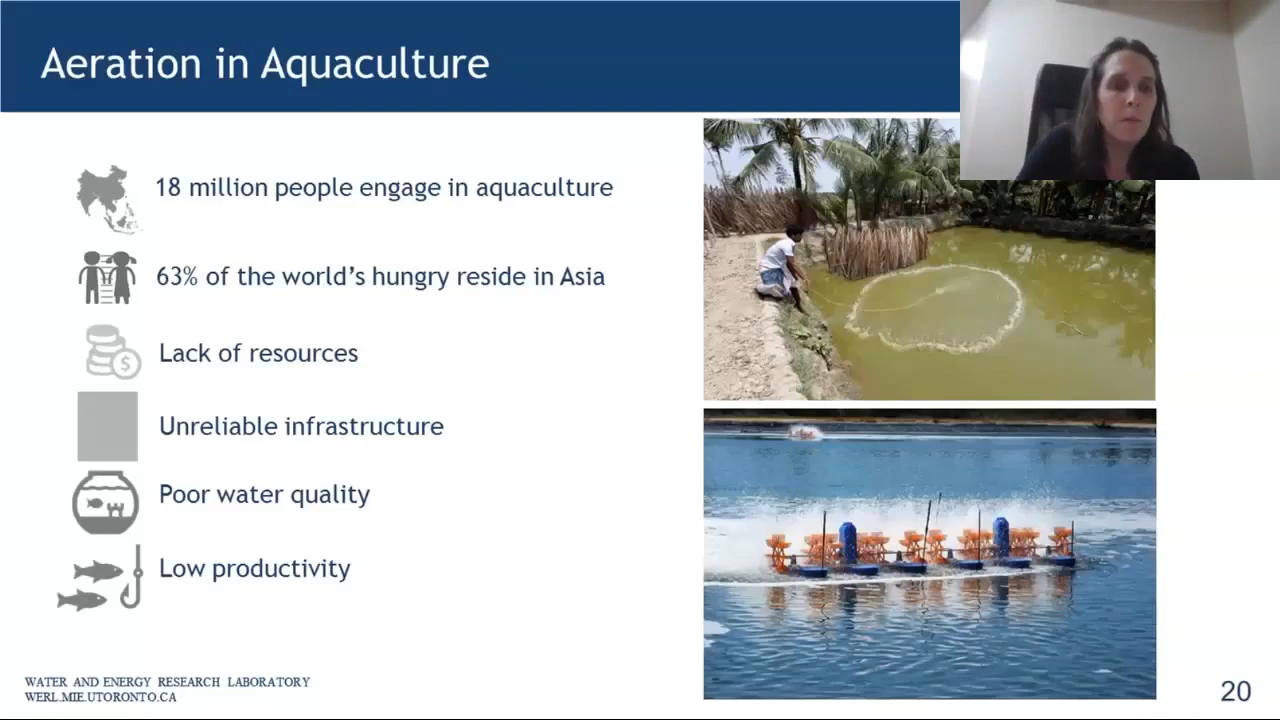 Aeration in Aquaculture
18 million people engage in aquaculture
63% of the world’s hungry reside in Asia
$
Lack of resources
Unreliable infrastructure
Poor water quality
Low productivity
WATER AND ENERGY RESEARCH LABORATORY
WERL.MIE.UTORONTO.CA
20